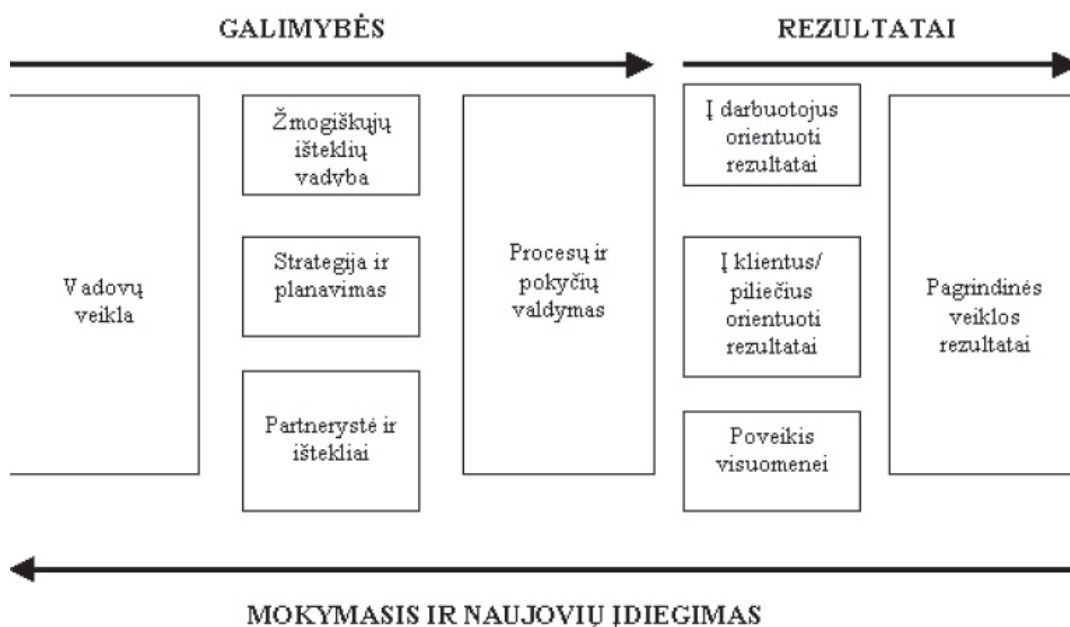 GALIMYBĖS
REZULTATAI
Vadovų
veikla
Žmogiškųjų
išteklių
vadyba
Strategija ir
planavimas
Partnerystė ir
ištekliai
Procesų ir
pokyčių
valdymas
Į darbuotojus
orientuoti
rezultatai
Į klientus/
piliečius
orientuoti
rezultatai
Poveikis
visuomenei
Pagrindinės
veiklos
rezultatai
MOKYMASIS IR NAUJOVIŲ ĮDIEGIMAS